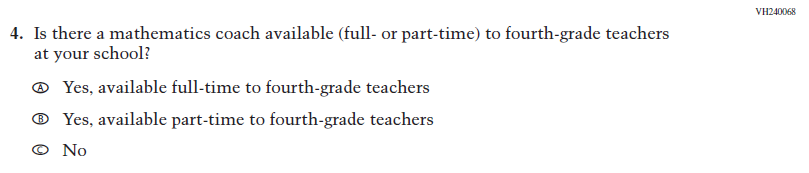 VH240068
4. Is there a mathematics coach available (full- or part-time) to fourth-grade teachers
at your school?
A Yes, available full-time to fourth-grade teachers
B Yes, available part-time to fourth-grade teachers
C No